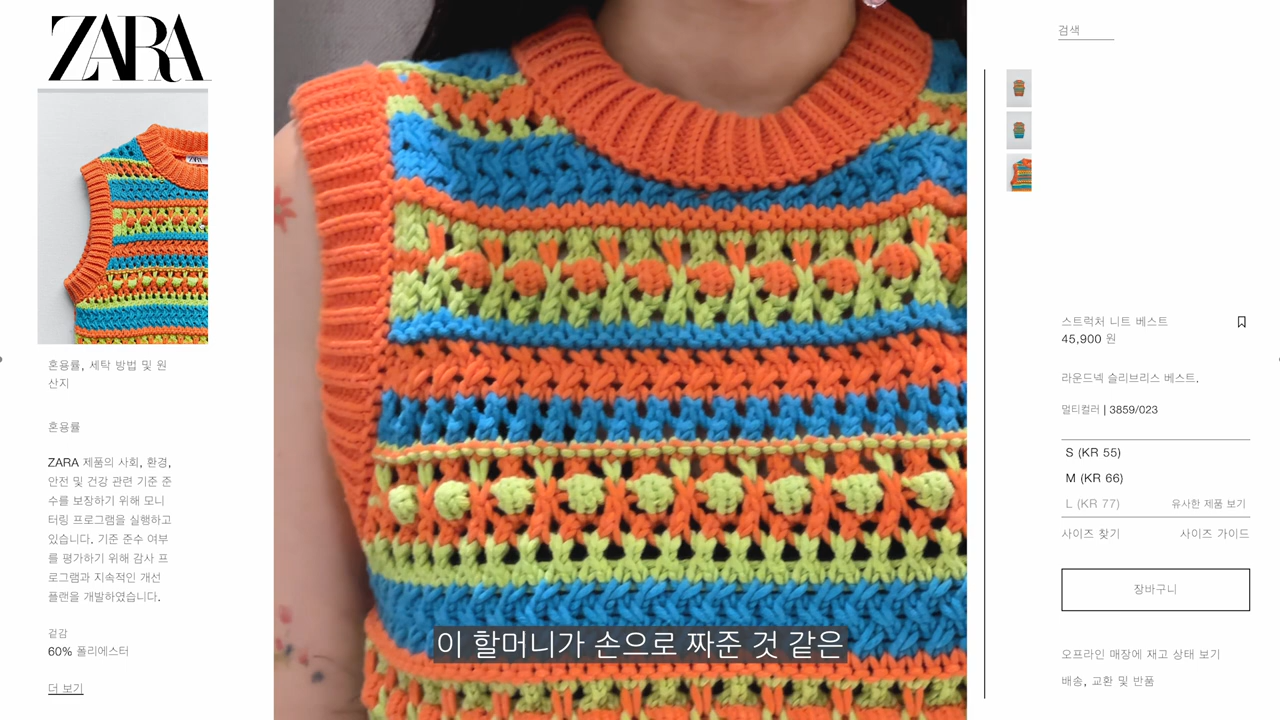 ZARA
혼용률, 세탁 방법 및 원
산지
혼용률
ZARA 제품의 사회, 환경,
안전 및 건강 관련 기준 준
수를 보장하기 위해 모니
터링 프로그램을 실행하고
있습니다. 기준 준수 여부
를 평가하기 위해 감사 프
로그램과 지속적인 개선
플랜을 개발하였습니다.
겉감
60% 폴리에스터
더 보기
이 할머니가 손으로 짜준 것 같은
검색
스트럭처 니트 베스트
45,900 원
라운드넥 슬리브리스 베스트.
멀티컬러 | 3859/023
S (KR 55)
M (KR 66)
L (KR 77) 유사한 제품 보기
사이즈 찾기 사이즈 가이드
장바구니
오프라인 매장에 재고 상태 보기
배송, 교환 및 반품